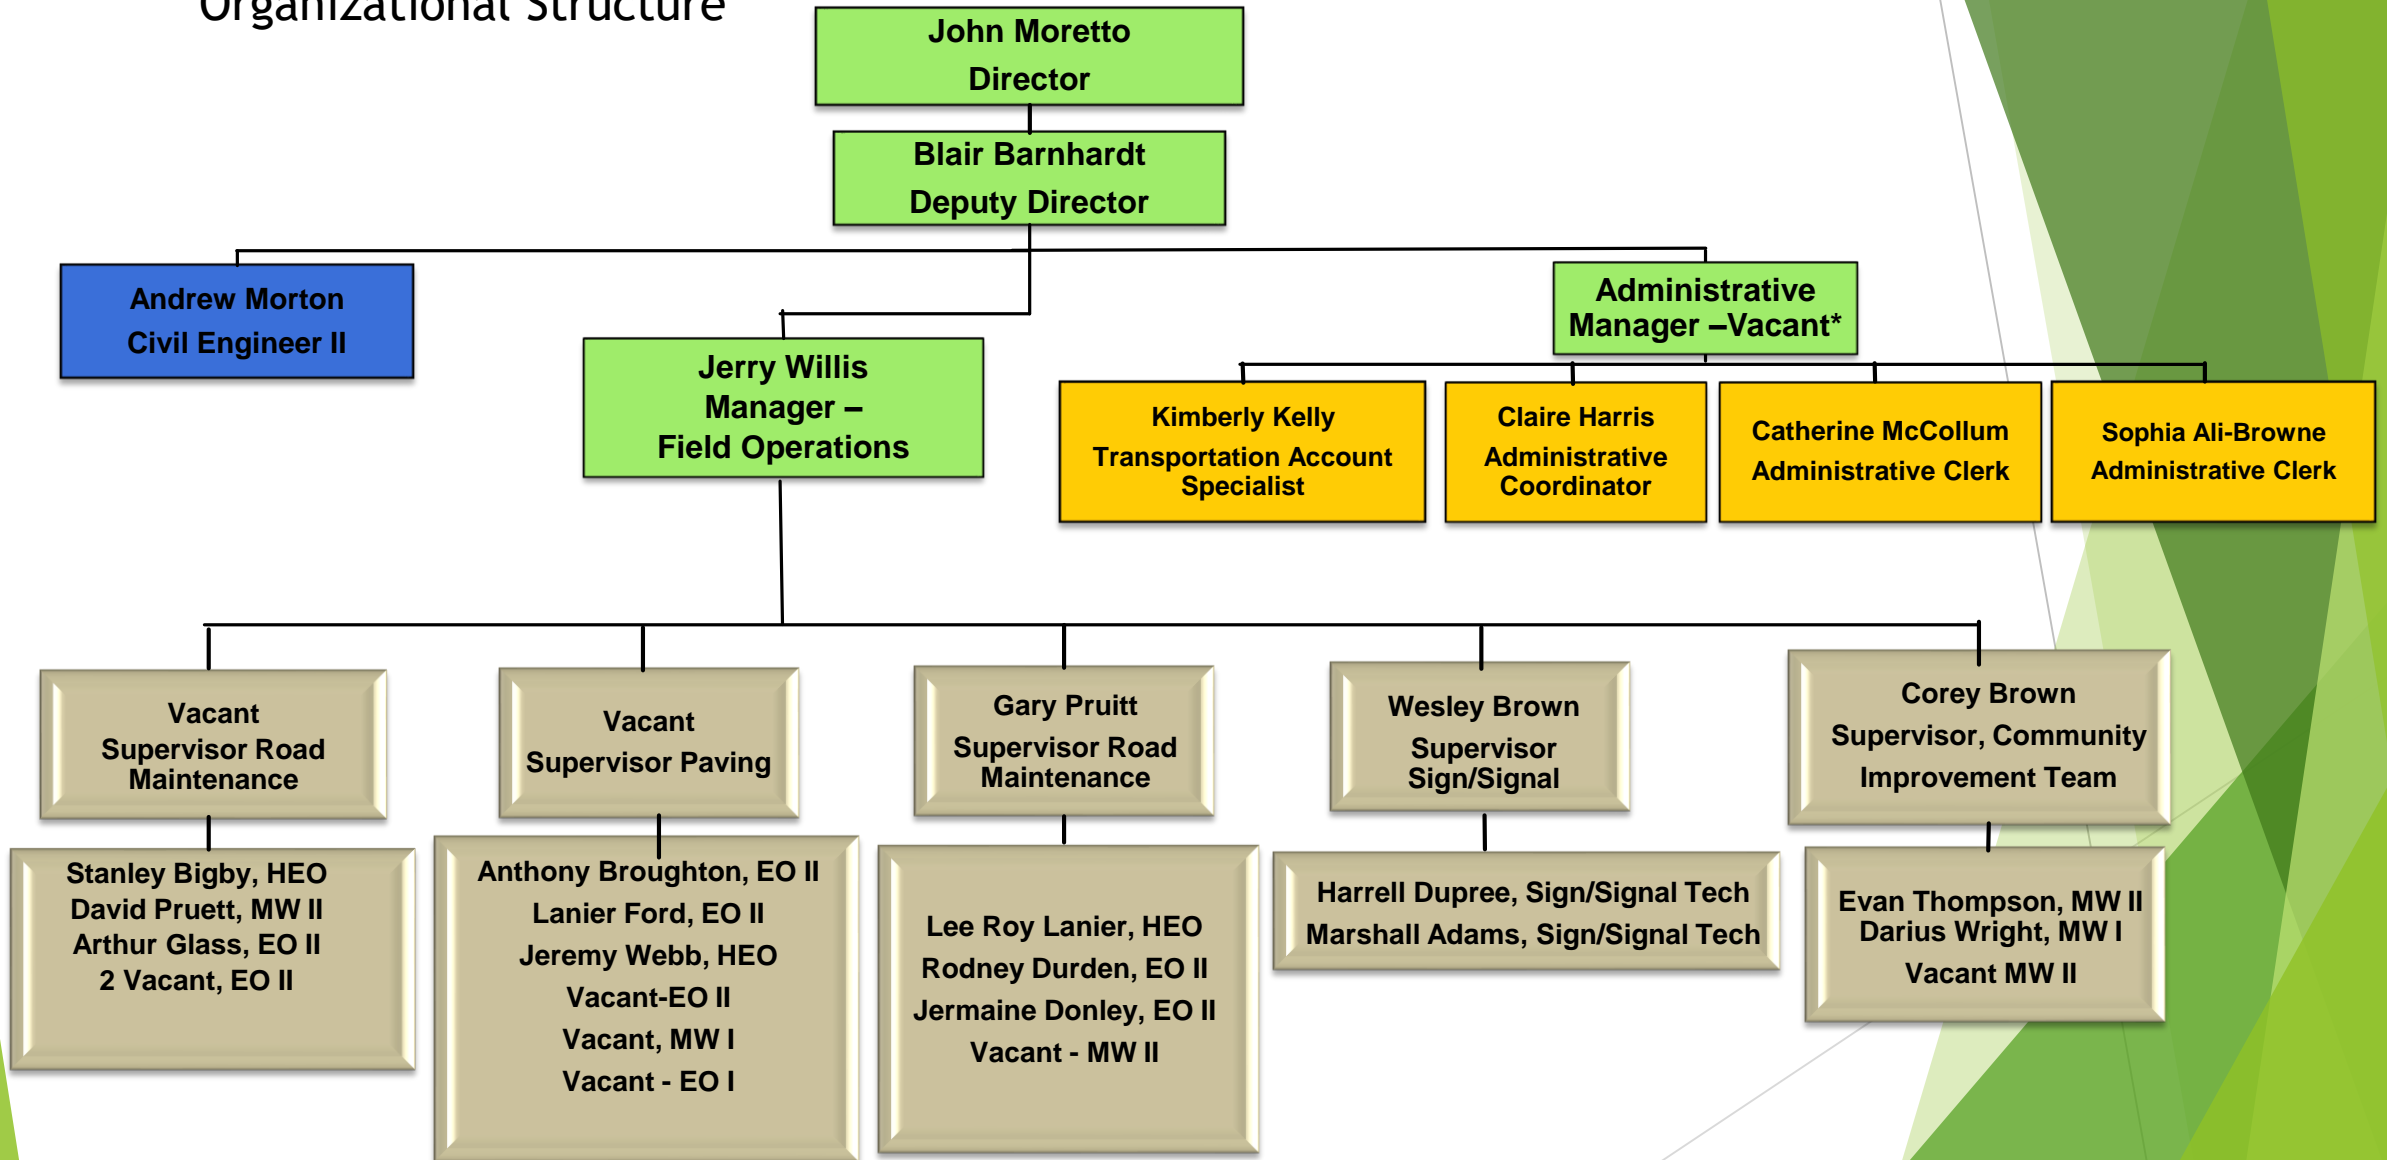 Organizational Structure
John Moretto
Director
Blair Barnhardt
Deputy Director
Andrew Morton
Civil Engineer II
Administrative
Manager –Vacant*
Jerry Willis
Manager –
Field Operations
Kimberly Kelly
Transportation Account
Specialist
Claire Harris
Administrative
Coordinator
Catherine McCollum
Administrative Clerk
Sophia Ali-Browne
Administrative Clerk
Vacant
Supervisor Road
Maintenance
Vacant
Supervisor Paving
Gary Pruitt
Supervisor Road
Maintenance
Wesley Brown
Supervisor
Sign/Signal
Corey Brown
Supervisor, Community
Improvement Team
Stanley Bigby, HEO
David Pruett, MW II
Arthur Glass, EO II
2 Vacant, EO II
Anthony Broughton, EO II
Lanier Ford, EO II
Jeremy Webb, HEO
Vacant-EO II
Vacant, MW I
Vacant - EO I
Lee Roy Lanier, HEO
Rodney Durden, EO II
Jermaine Donley, EO II
Vacant - MW II
Harrell Dupree, Sign/Signal Tech
Marshall Adams, Sign/Signal Tech
Evan Thompson, MW II
Darius Wright, MW I
Vacant MW II